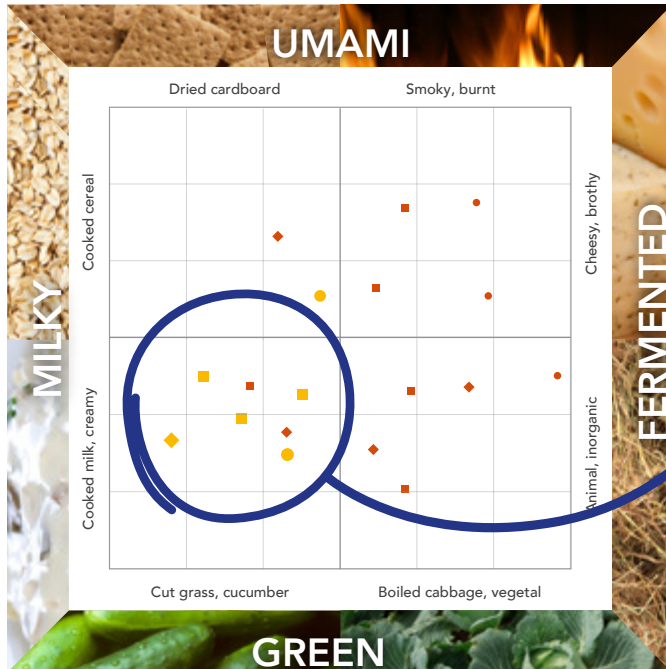 UMAMI
Dried cardboard
Smoky, burnt
Cooked cereal
Cheesy, brothy
MILKY
FERMENTED
Cooked milk, creamy
Animal, inorganic
Cut grass, cucumber
Boiled cabbage, vegetal
GREEN